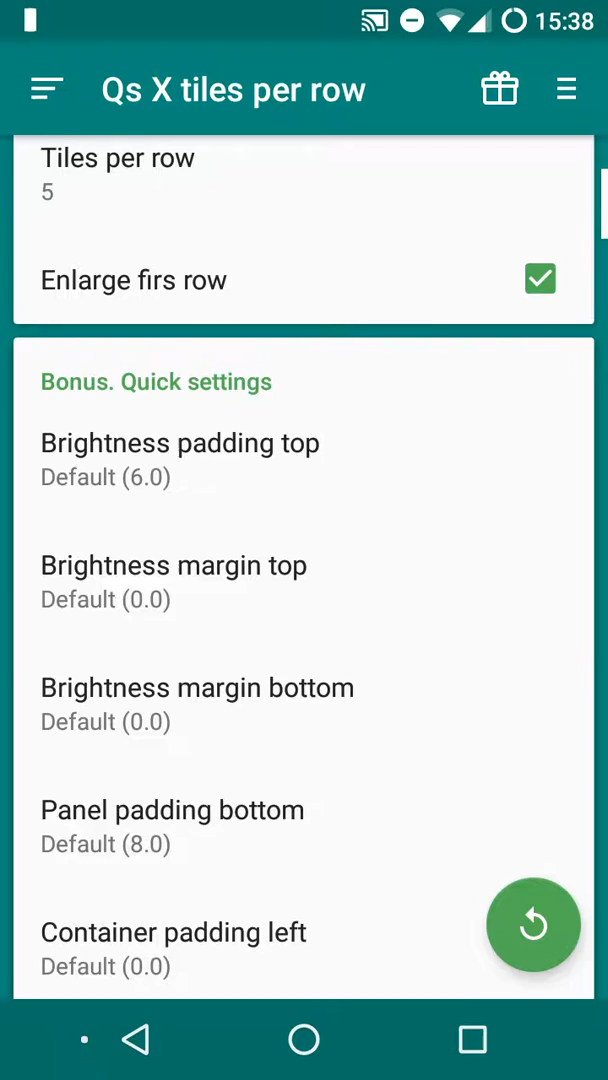 15:38
Qs X tiles per row
Tiles per row
5
Enlarge firs row
Bonus. Quick settings
Brightness padding top
Default (6.0)
Brightness margin top
Default (0.0)
Brightness margin bottom
Default (0.0)
Panel padding bottom
Default (8.0)
Container padding left
Default (0.0)